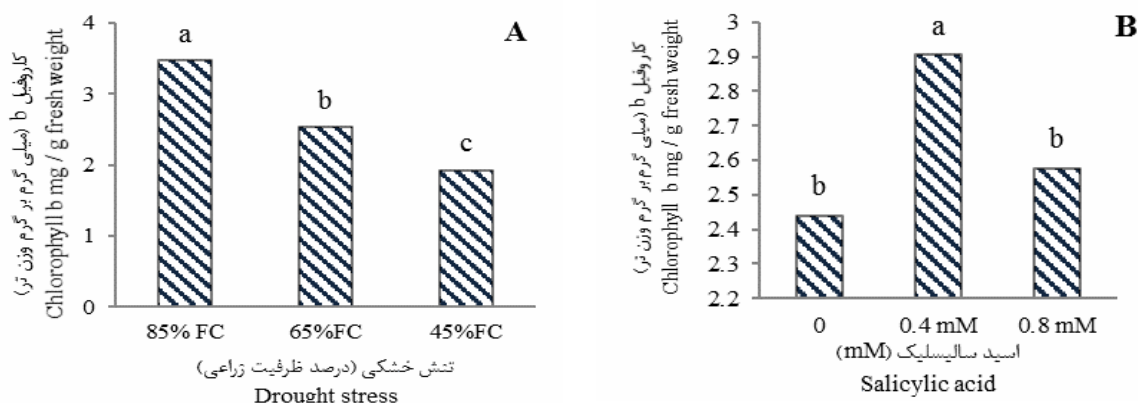 A
کلروفیل b (میلی گرم بر گرم وزن تر)
Chlorophyll b mg / g fresh weight
4
3
2
1
0
a
b
c
85% FC
65%FC
45%FC
تنش خشکی (درصد ظرفیت زراعی)
Drought stress
B
کلروفیل b (میلی گرم بر گرم وزن تر)
Chlorophyll b mg / g fresh weight
3
2.9
2.8
2.7
2.6
2.5
2.4
2.3
2.2
b
a
b
0
0.4 mM
0.8 mM
اسید سالیسلیک (mM)
Salicylic acid